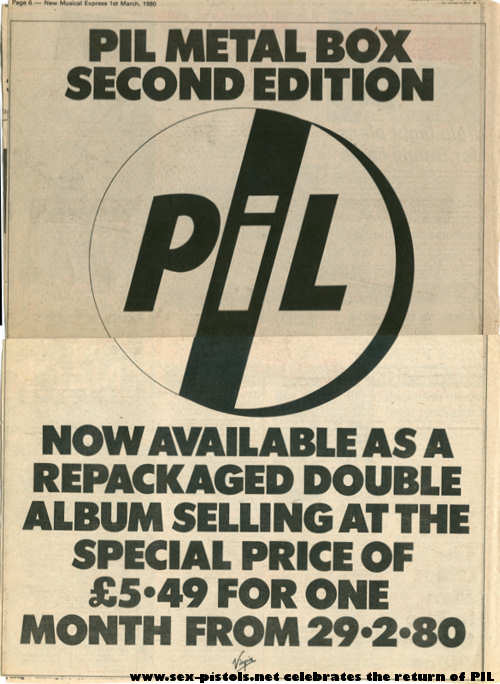 Page 6 — New Musical Express 1st March, 1980
PIL METAL BOX
SECOND EDITION
PiL
NOW AVAILABLE AS A
REPACKAGED DOUBLE
ALBUM SELLING AT THE
SPECIAL PRICE OF
£5·49 FOR ONE
MONTH FROM 29·2·80
Virgin
www.sex-pistols.net celebrates the return of PIL